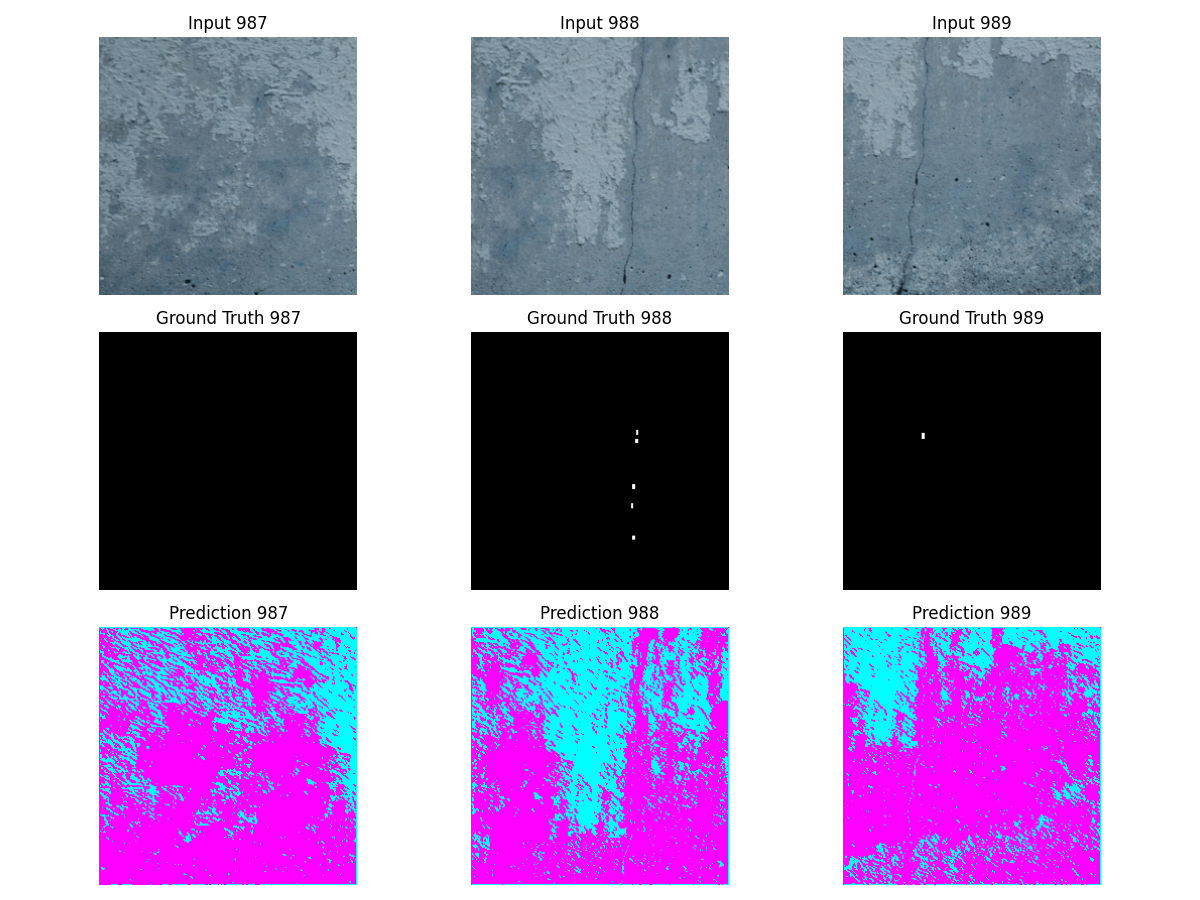 Input 987
Input 988
Input 989
Ground Truth 987
Ground Truth 988
Ground Truth 989
Prediction 987
Prediction 988
Prediction 989